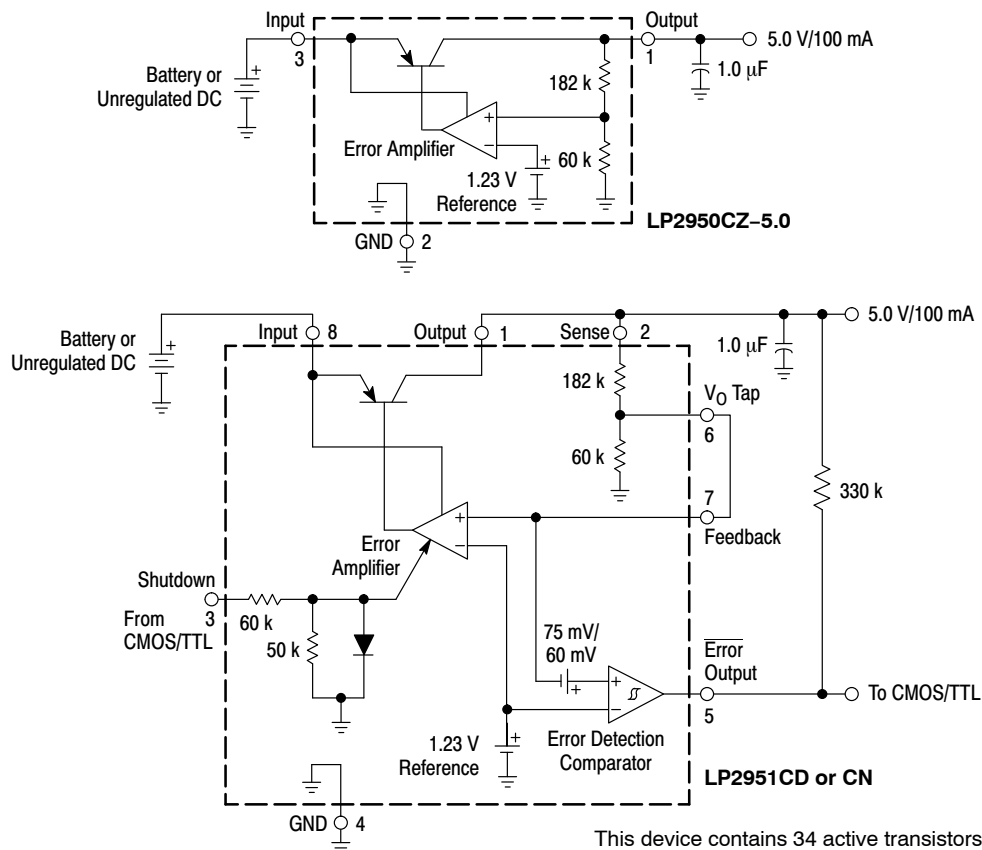 Input
3
Output
1
5.0 V/100 mA
1.0 μF
Battery or
Unregulated DC
182 k
Error Amplifier
60 k
1.23 V
Reference
GND
2
LP2950CZ–5.0
5.0 V/100 mA
Battery or
Unregulated DC
Input
8
Output
1
Sense
2
1.0 μF
182 k
VO Tap
6
60 k
330 k
7
Feedback
Error
Amplifier
Shutdown
3
From
CMOS/TTL
60 k
50 k
75 mV/
60 mV
Error
Output
5
To CMOS/TTL
1.23 V
Reference
Error Detection
Comparator
LP2951CD or CN
GND
4
This device contains 34 active transistors